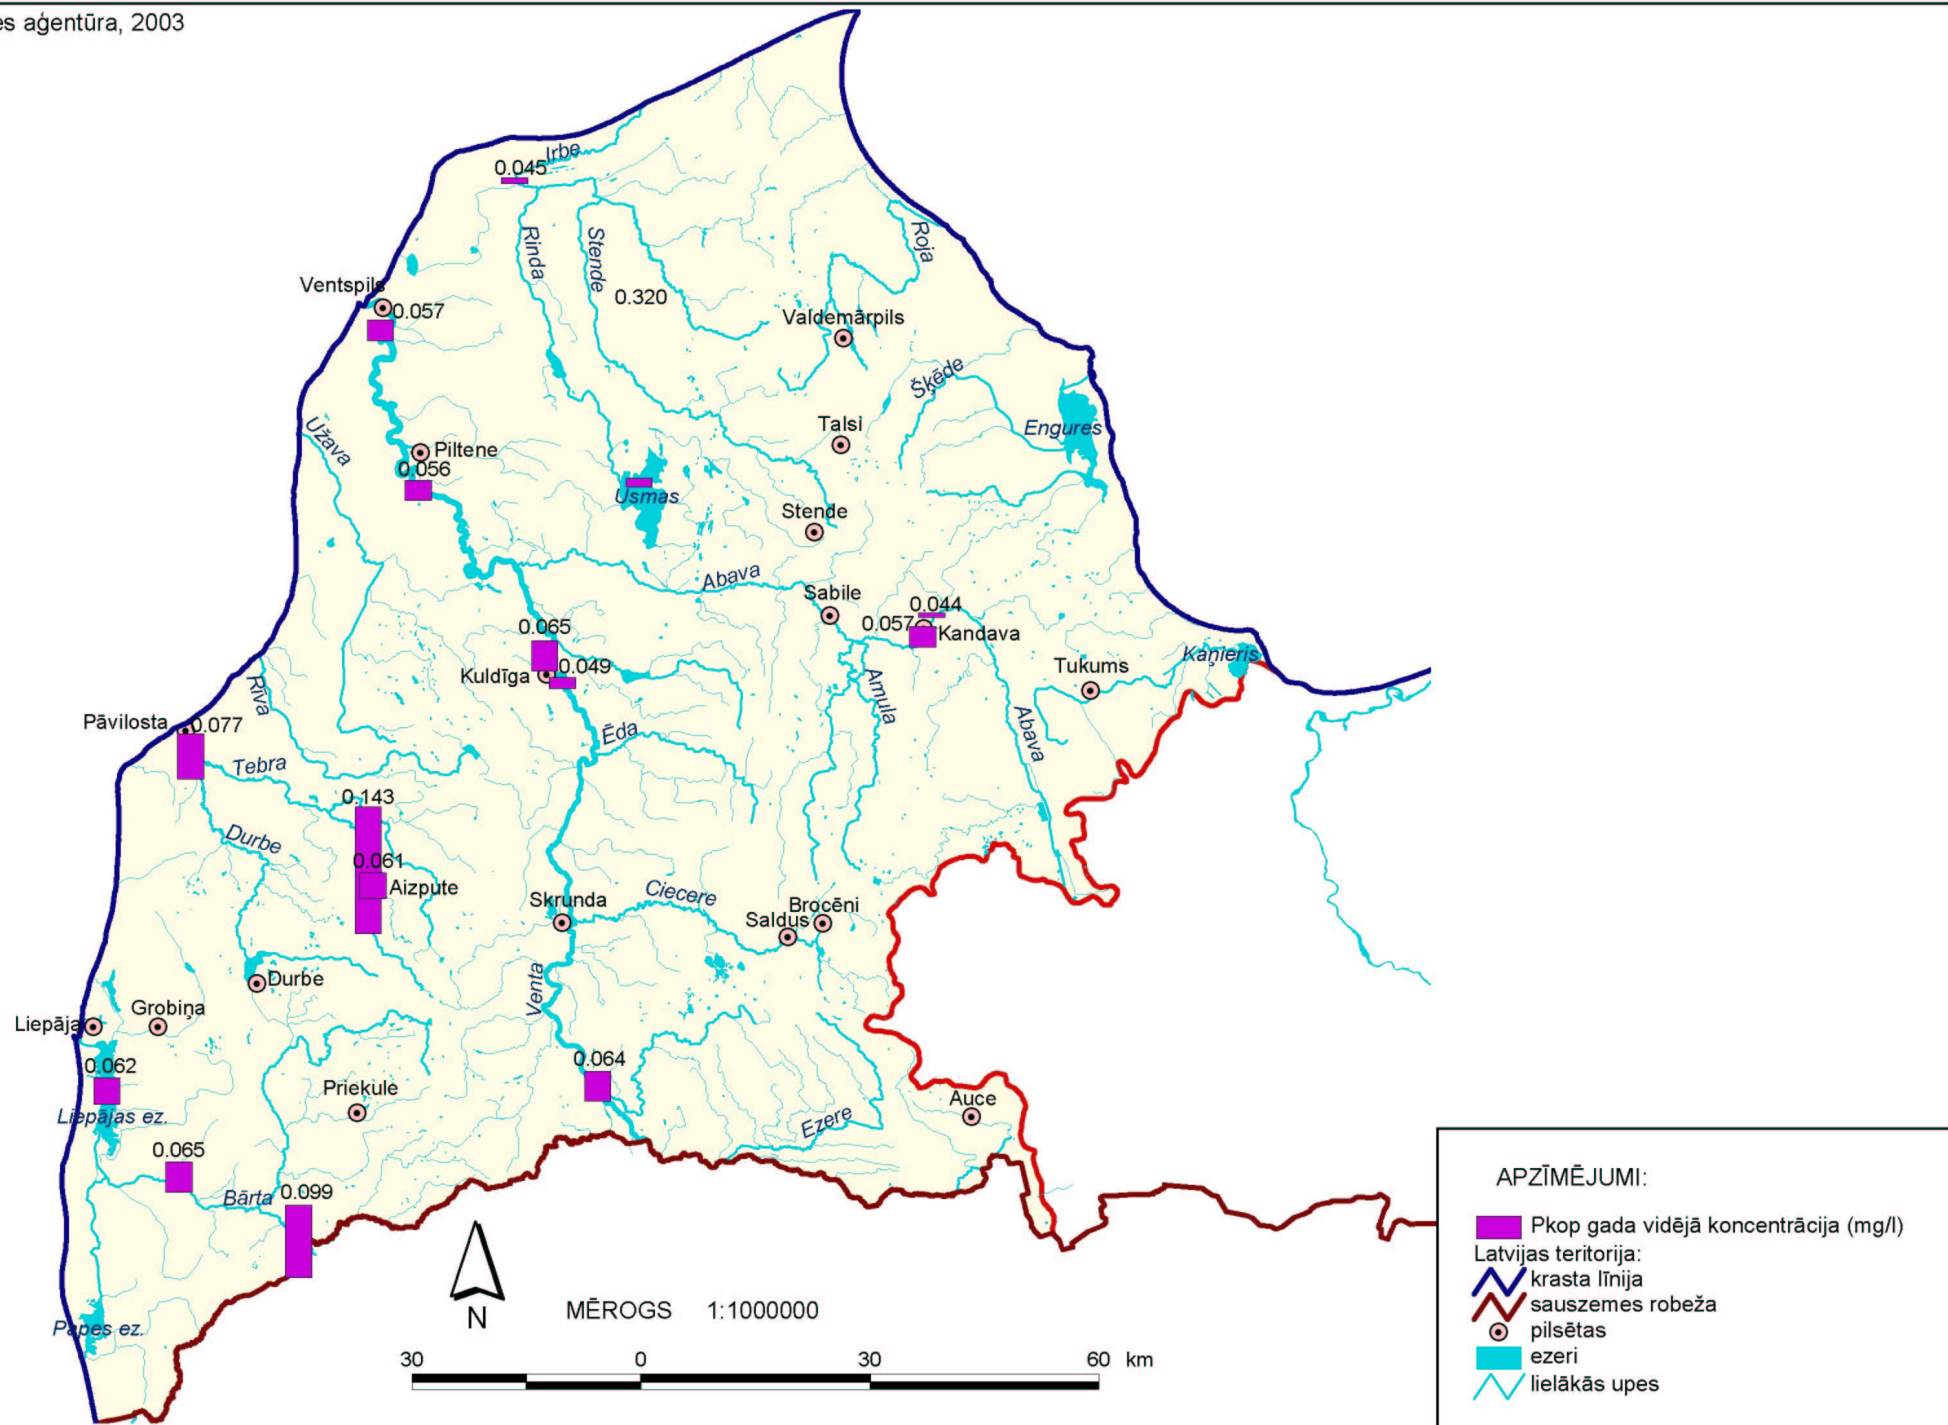 es aģentūra, 2003
Irbe
0.045
Rinda
Stende
Roja
Ventspils
0.057
0.320
Valdemārpils
Šķēde
Užava
Talsi
Engures
Piltene
0.056
Usmas
Stende
Abava
Sabile
0.044
0.057
Kandava
0.065
Kuldīga
0.049
Tukums
Kaņieris
Rīva
Amula
Abava
Pāvilosta
0.077
Ēda
Tebra
0.143
Durbe
0.061
Aizpute
Skrunda
Ciecere
Brocēni
Saldus
Durbe
Venta
Grobiņa
Liepāja
0.062
0.064
Priekule
Auce
Liepājas ez.
Ezere
0.065
Bārta
0.099
Papes ez.
N
MĒROGS 1:1000000
30 0 30 60 km
APZĪMĒJUMI:
Pkop gada vidējā koncentrācija (mg/l)
Latvijas teritorija:
krasta līnija
sauszemes robeža
pilsētas
ezeri
lielākās upes